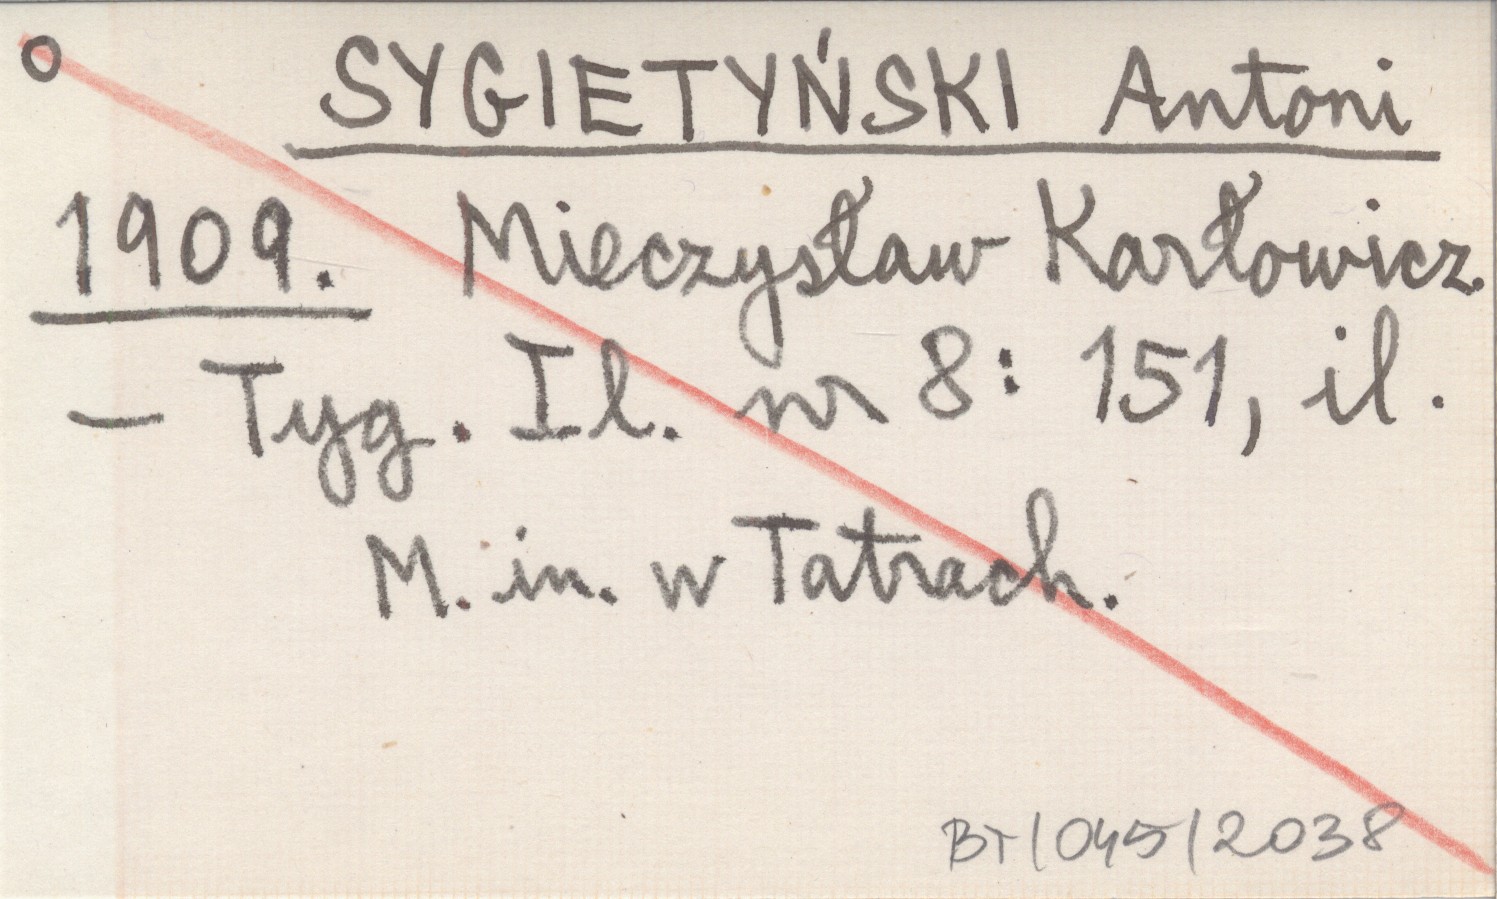 o SYGIETYŃSKI Antoni
1909. Mieczysław Karłowicz.
– Tyg. Il. nr 8: 151, il.
M. in. w Tatrach.
BT/045/2038